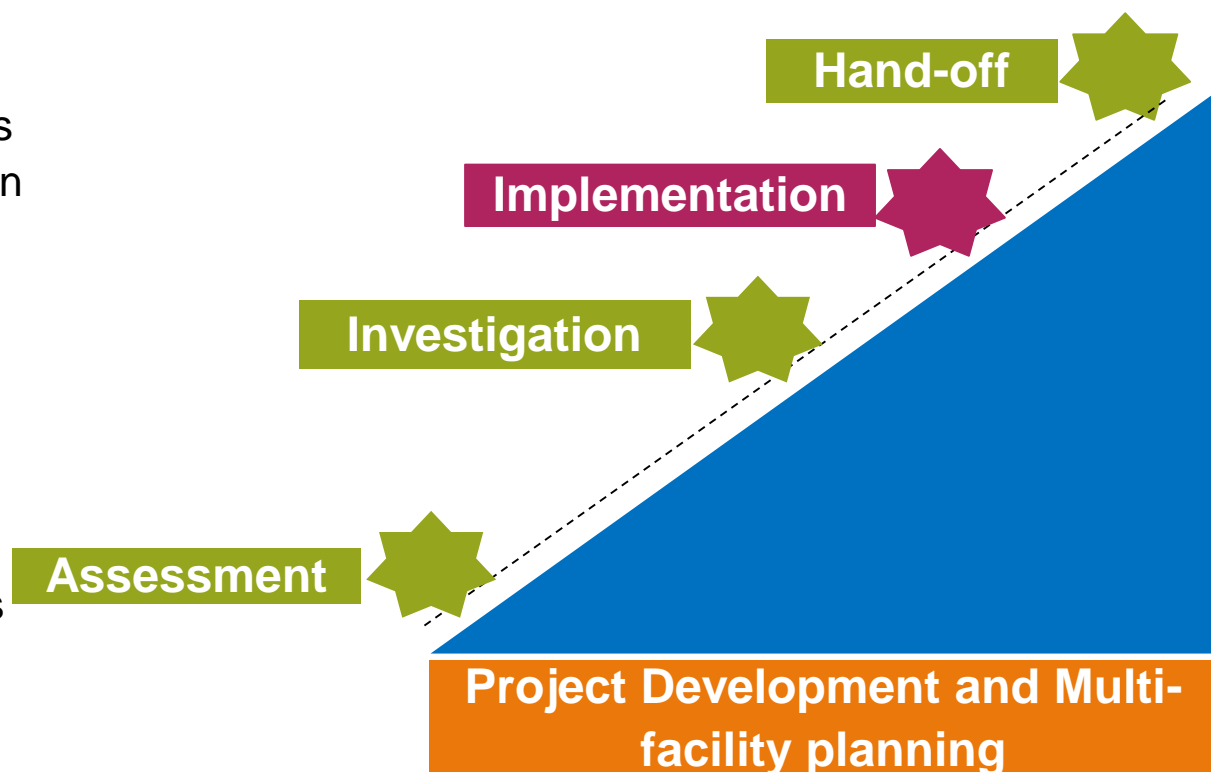 Hand-off
s
n
Implementation
Investigation
Assessment
s
Project Development and Multi-
facility planning